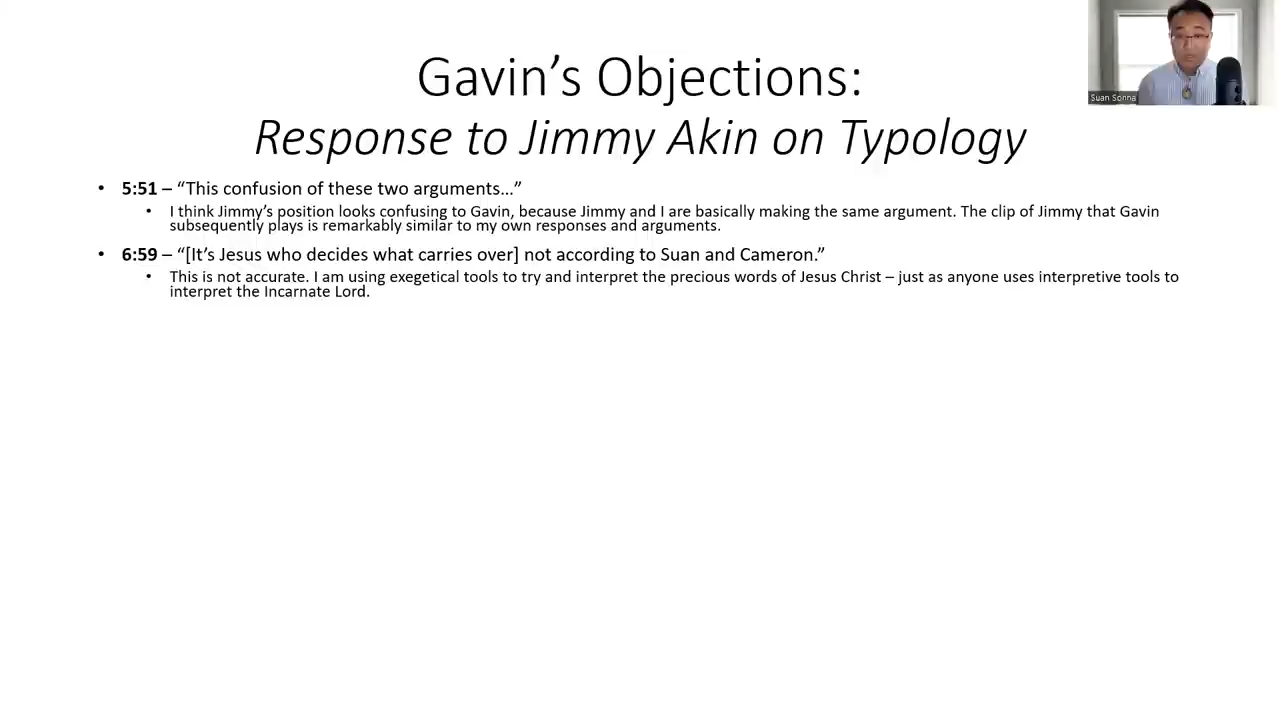 Gavin’s Objections:
Response to Jimmy Akin on Typology
• 5:51 – “This confusion of these two arguments…”
• I think Jimmy’s position looks confusing to Gavin, because Jimmy and I are basically making the same argument. The clip of Jimmy that Gavin
subsequently plays is remarkably similar to my own responses and arguments.
• 6:59 – “[It’s Jesus who decides what carries over] not according to Suan and Cameron.”
• This is not accurate. I am using exegetical tools to try and interpret the precious words of Jesus Christ – just as anyone uses interpretive tools to
interpret the Incarnate Lord.
Suan Sonna